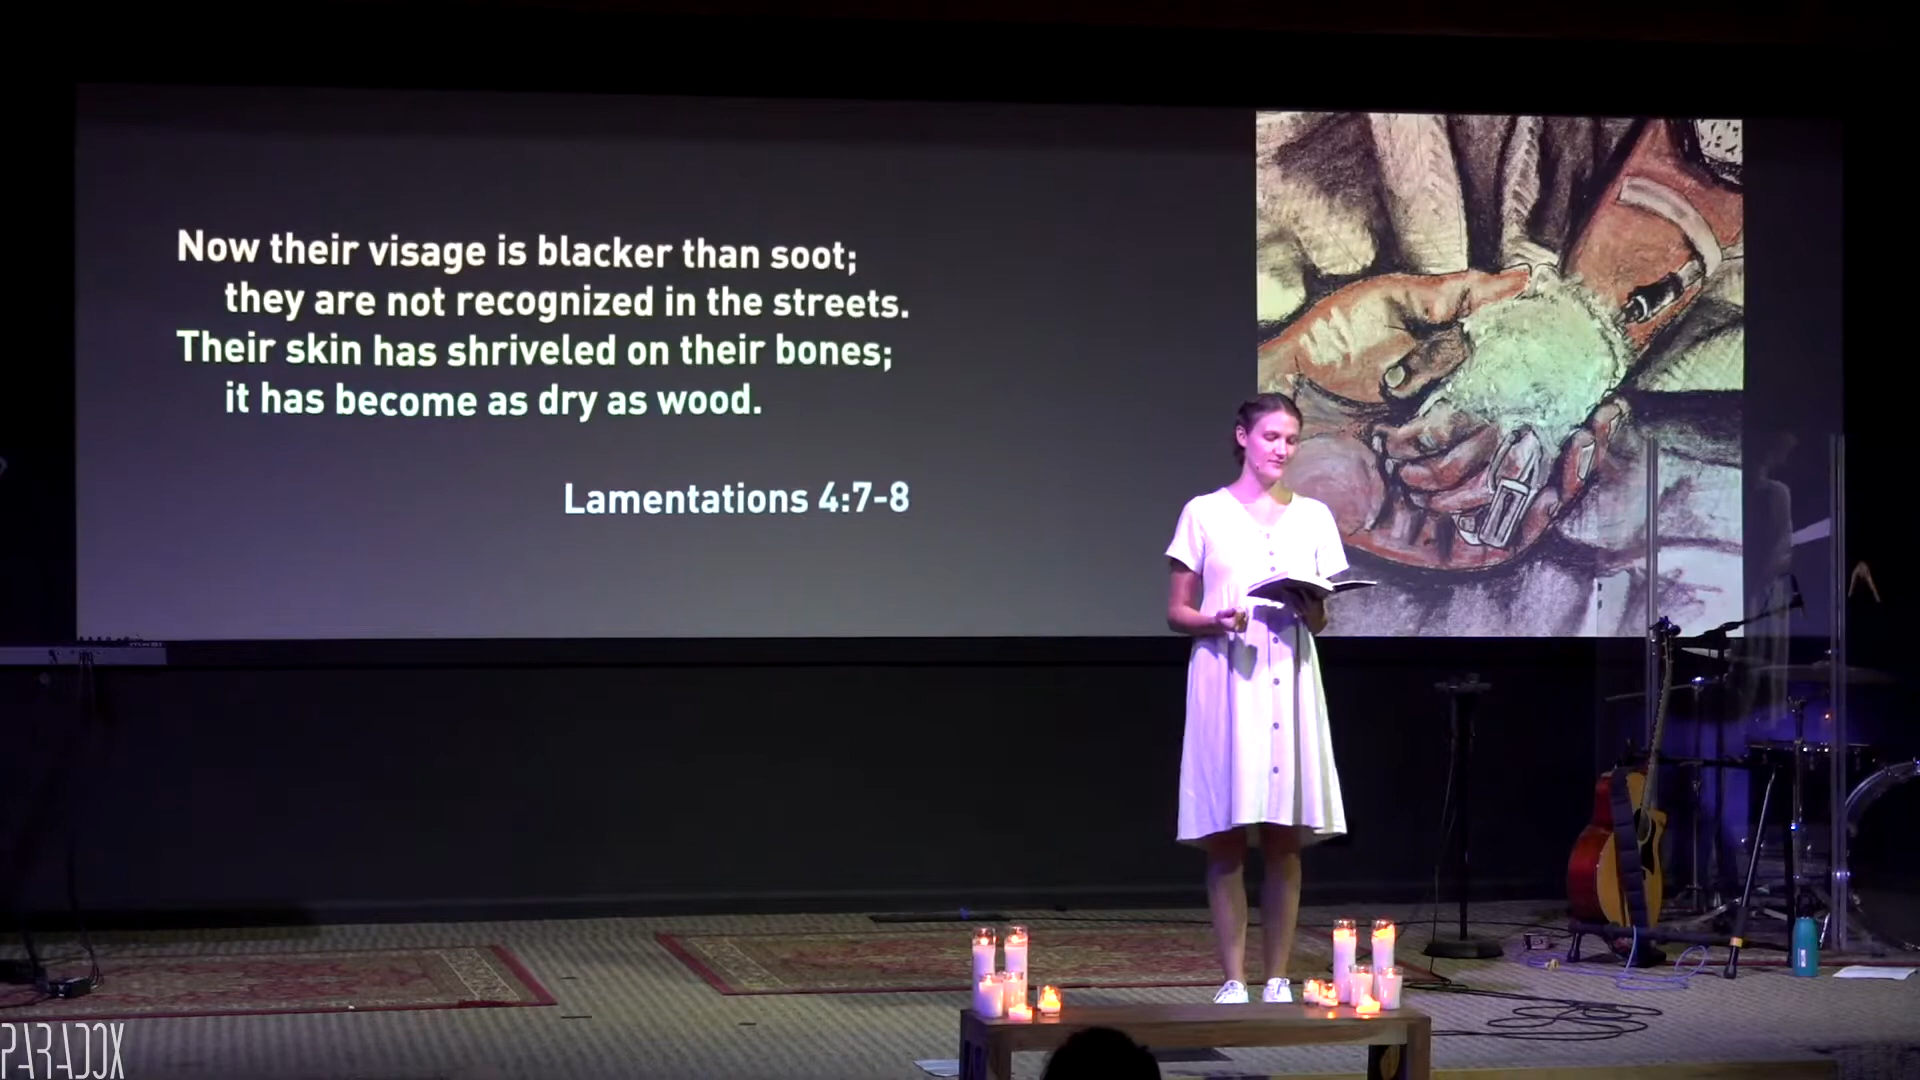 Now their visage is blacker than soot;
they are not recognized in the streets.
Their skin has shriveled on their bones;
it has become as dry as wood.
Lamentations 4:7-8
PARADOX